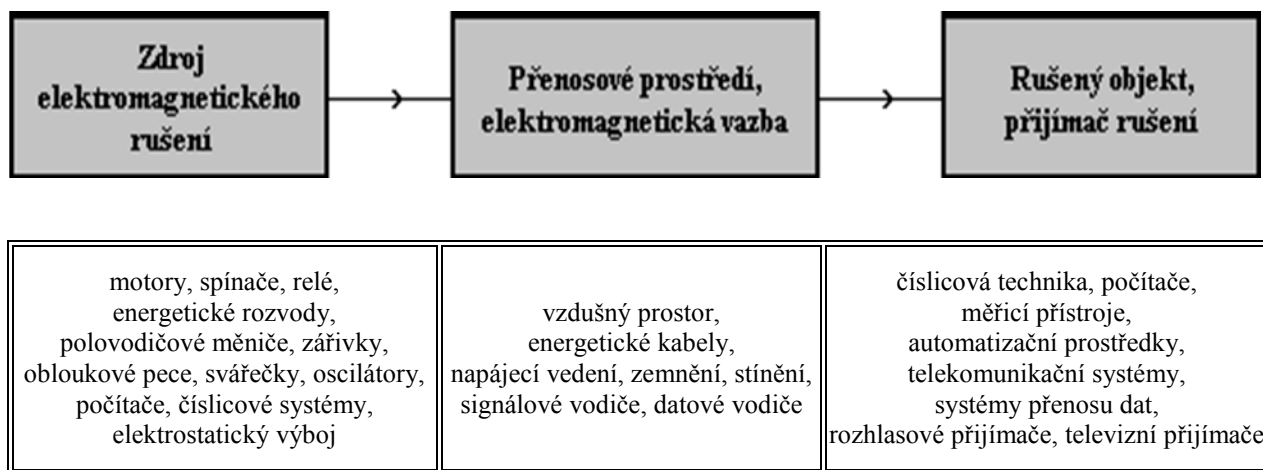 Zdroj
elektromagnetického
rušení
Přenosové prostředí,
elektromagnetická vazba
Rušený objekt,
přijímač rušení
motory, spínače, relé,
energetické rozvody,
polovodičové měniče, zářivky,
obloukové pece, svářečky, oscilátory,
počítače, číslicové systémy,
elektrostatický výboj
vzdušný prostor,
energetické kabely,
napájecí vedení, zemnění, stínění,
signálové vodiče, datové vodiče
číslicová technika, počítače,
měřicí přístroje,
automatizační prostředky,
telekomunikační systémy,
systémy přenosu dat,
rozhlasové přijímače, televizní přijímače